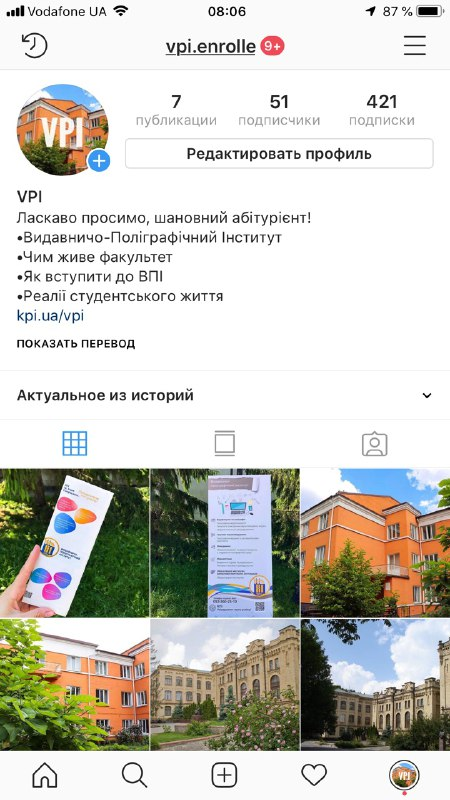 Vodafone UA 08:06 87 %
vpi.enrolle 9+
7 51 421
публикации подписчики подписки
VPI
Редактировать профиль
VPI
Ласкаво просимо, шановний абітурієнт!
•Видавничо-Поліграфічний Інститут
•Чим живе факультет
•Як вступити до ВПІ
•Реалії студентського життя
kpi.ua/vpi
ПОКАЗАТЬ ПЕРЕВОД
Актуальное из историй
VPI